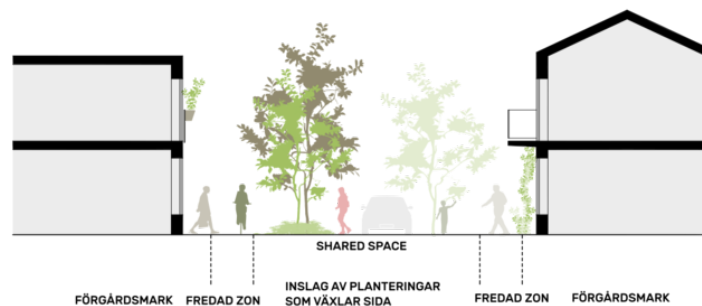 SHARED SPACE
FÖRGÅRDSMARK
FREDAD ZON
INSLAG AV PLANTERINGAR
SOM VÄXLAR SIDA
FREDAD ZON
FÖRGÅRDSMARK